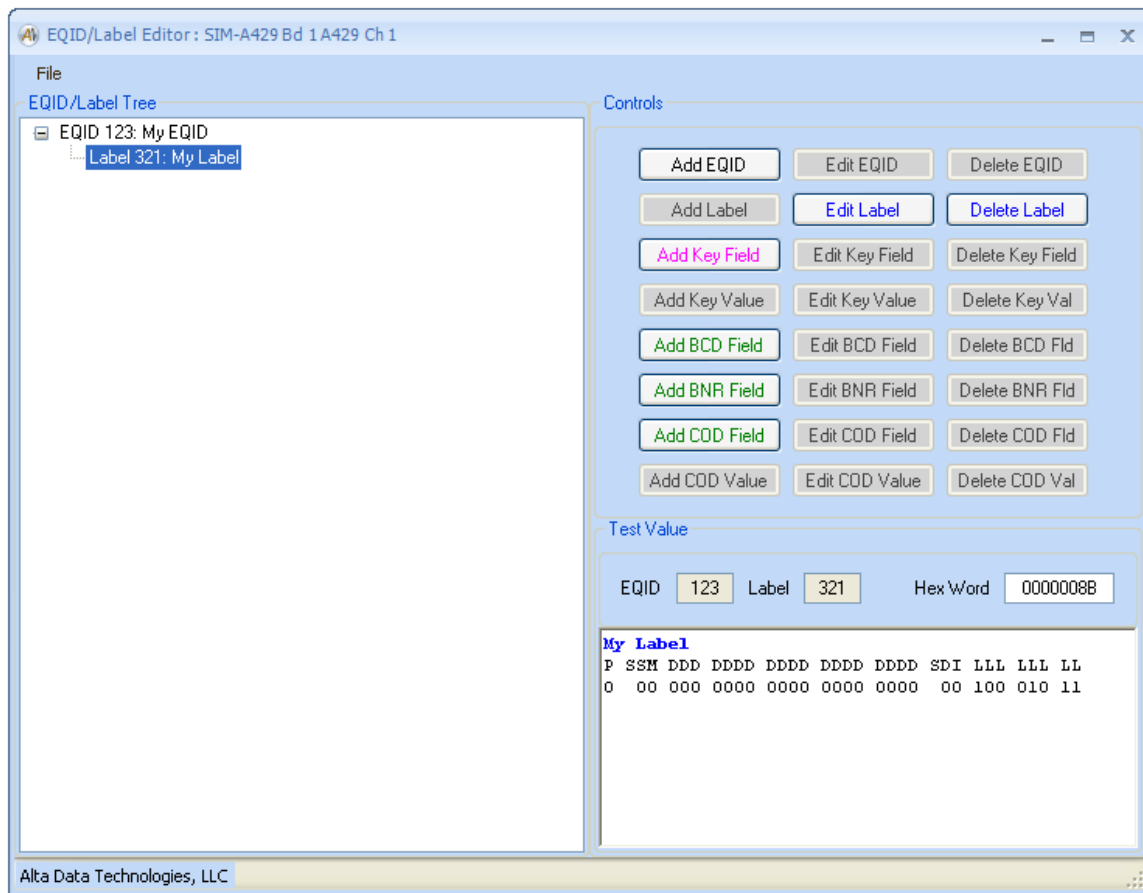 EQID/Label Editor : SIM-A429 Bd 1 A429 Ch 1
File
EQID/Label Tree
EQID 123: My EQID
Label 321: My Label
Controls
Add EQID Edit EQID Delete EQID
Add Label Edit Label Delete Label
Add Key Field Edit Key Field Delete Key Field
Add Key Value Edit Key Value Delete Key Val
Add BCD Field Edit BCD Field Delete BCD Fld
Add BNR Field Edit BNR Field Delete BNR Fld
Add COD Field Edit COD Field Delete COD Fld
Add COD Value Edit COD Value Delete COD Val
Test Value
EQID 123 Label 321 Hex Word 0000008B
My Label
P SSM DDD DDDD DDDD DDDD DDDD SDI LLL LLL LL
0 00 000 0000 0000 0000 0000 00 100 010 11
Alta Data Technologies, LLC